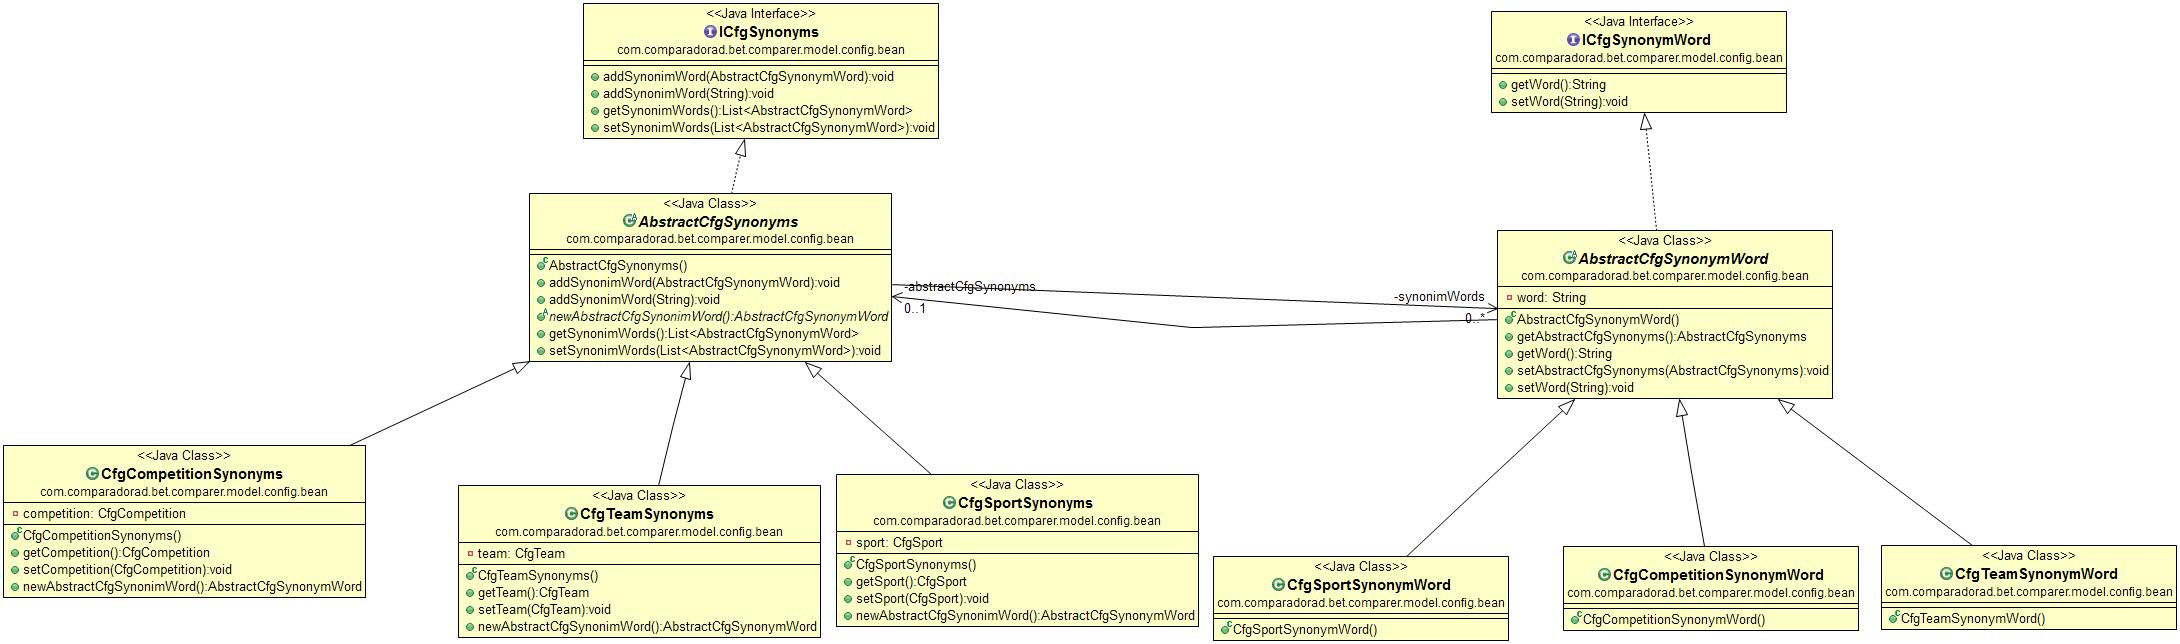 <<Java Interface>>
ICfgSynonyms
com.comparadorad.bet.comparer.model.config.bean
addSynonimWord(AbstractCfgSynonymWord):void
addSynonimWord(String):void
getSynonimWords():List<AbstractCfgSynonymWord>
setSynonimWords(List<AbstractCfgSynonymWord>):void
<<Java Interface>>
ICfgSynonymWord
com.comparadorad.bet.comparer.model.config.bean
getWord():String
setWord(String):void
<<Java Class>>
AbstractCfgSynonyms
com.comparadorad.bet.comparer.model.config.bean
AbstractCfgSynonyms()
addSynonimWord(AbstractCfgSynonymWord):void
addSynonimWord(String):void
newAbstractCfgSynonimWord():AbstractCfgSynonymWord
getSynonimWords():List<AbstractCfgSynonymWord>
setSynonimWords(List<AbstractCfgSynonymWord>):void
-abstractCfgSynonyms
0..1
-synonimWords
0..*
<<Java Class>>
AbstractCfgSynonymWord
com.comparadorad.bet.comparer.model.config.bean
word: String
AbstractCfgSynonymWord()
getAbstractCfgSynonyms():AbstractCfgSynonyms
getWord():String
setAbstractCfgSynonyms(AbstractCfgSynonyms):void
setWord(String):void
<<Java Class>>
CfgCompetitionSynonyms
com.comparadorad.bet.comparer.model.config.bean
competition: CfgCompetition
CfgCompetitionSynonyms()
getCompetition():CfgCompetition
setCompetition(CfgCompetition):void
newAbstractCfgSynonimWord():AbstractCfgSynonymWord
<<Java Class>>
CfgTeamSynonyms
com.comparadorad.bet.comparer.model.config.bean
team: CfgTeam
CfgTeamSynonyms()
getTeam():CfgTeam
setTeam(CfgTeam):void
newAbstractCfgSynonimWord():AbstractCfgSynonymWord
<<Java Class>>
CfgSportSynonyms
com.comparadorad.bet.comparer.model.config.bean
sport: CfgSport
CfgSportSynonyms()
getSport():CfgSport
setSport(CfgSport):void
newAbstractCfgSynonimWord():AbstractCfgSynonymWord
<<Java Class>>
CfgSportSynonymWord
com.comparadorad.bet.comparer.model.config.bean
CfgSportSynonymWord()
<<Java Class>>
CfgCompetitionSynonymWord
com.comparadorad.bet.comparer.model.config.bean
CfgCompetitionSynonymWord()
<<Java Class>>
CfgTeamSynonymWord
com.comparadorad.bet.comparer.model.config.bean
CfgTeamSynonymWord()